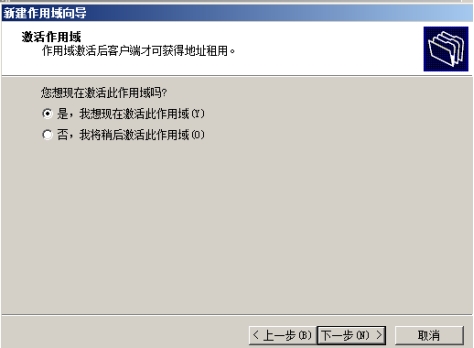 新建作用域向导
激活作用域
作用域激活后客户端才可获得地址租用。
您想现在激活此作用域吗?
是，我想现在激活此作用域(Y)
否，我将稍后激活此作用域(O)
< 上一步(B) 下一步(N) > 取消